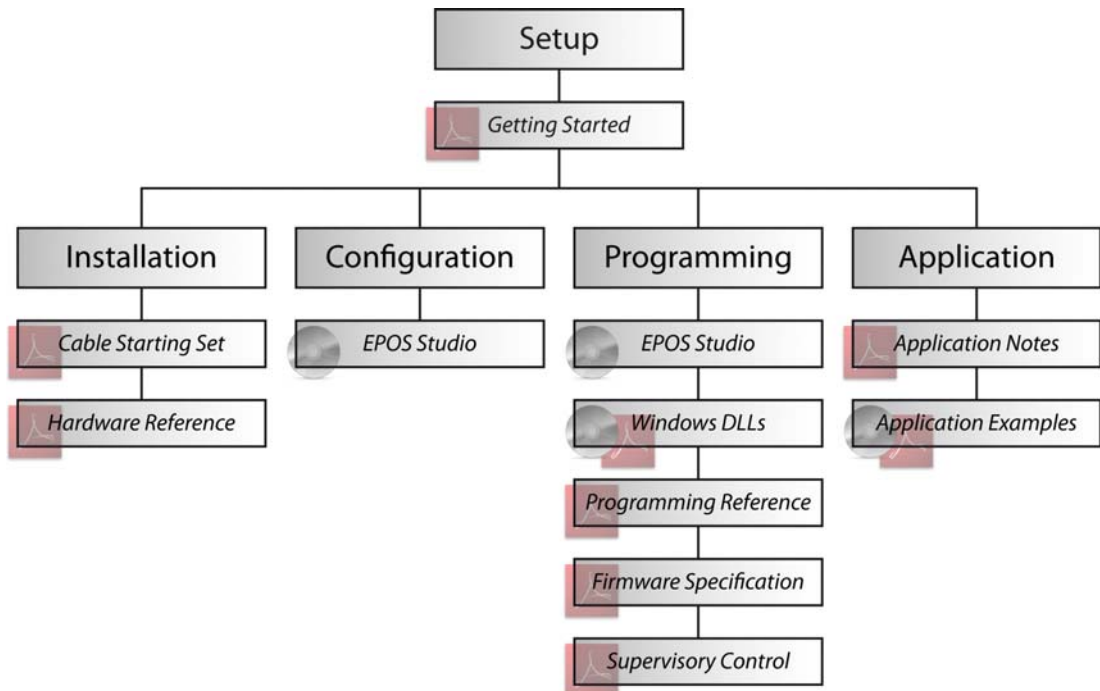 Setup
Getting Started
Installation
Configuration
Programming
Application
Cable Starting Set
EPOS Studio
EPOS Studio
Application Notes
Hardware Reference
Windows DLLs
Application Examples
Programming Reference
Firmware Specification
Supervisory Control